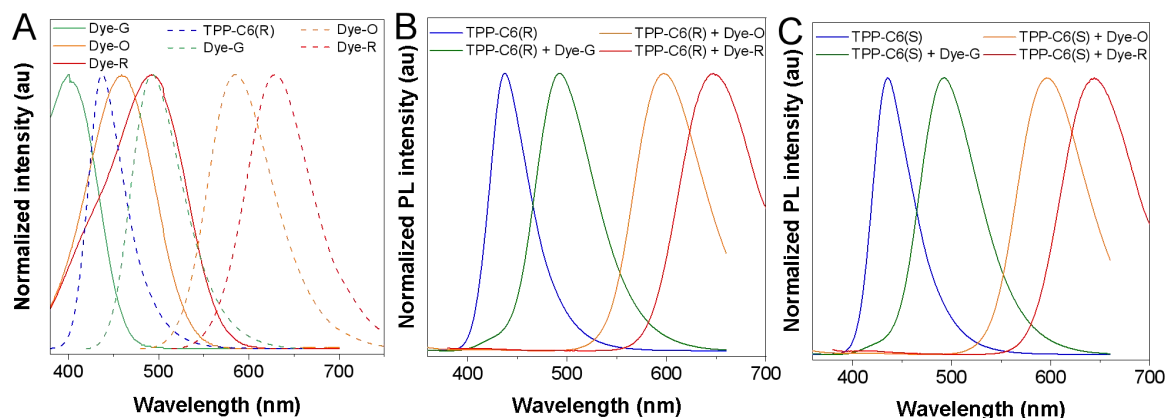 A
Dye-G
Dye-O
Dye-R
TPP-C6(R)
Dye-G
Dye-O
Dye-R
Normalized intensity (au)
400 500 600 700
Wavelength (nm)
B
TPP-C6(R)
TPP-C6(R) + Dye-G
TPP-C6(R) + Dye-O
TPP-C6(R) + Dye-R
Normalized PL intensity (au)
400 500 600 700
Wavelength (nm)
C
TPP-C6(S)
TPP-C6(S) + Dye-G
TPP-C6(S) + Dye-O
TPP-C6(S) + Dye-R
Normalized PL intensity (au)
400 500 600 700
Wavelength (nm)